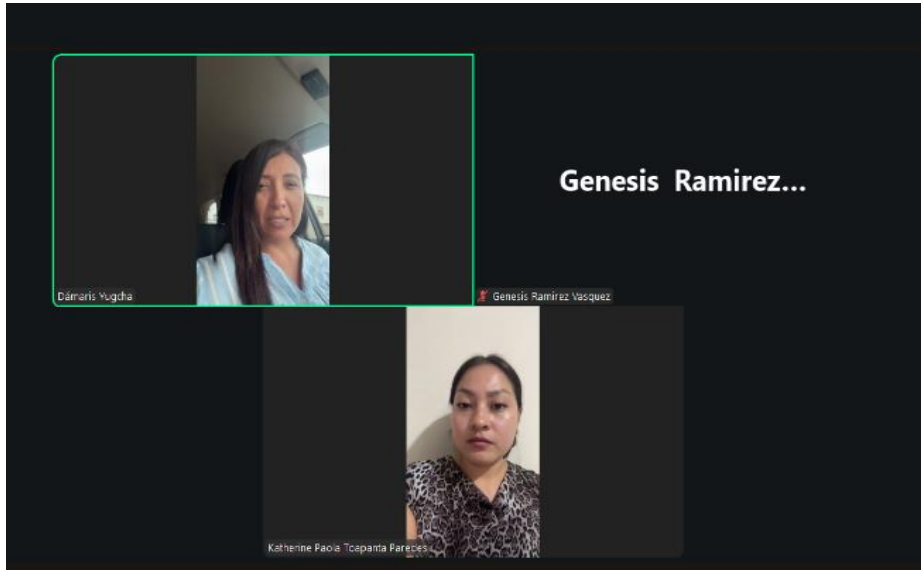 Genesis Ramirez...
Dámaris Yugcha
Genesis Ramirez Vasquez
Katherine Paola Toapanta Paredes